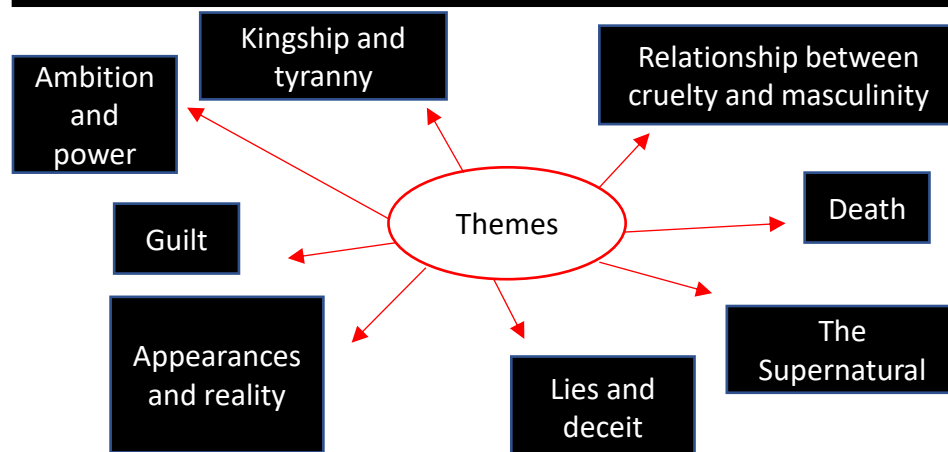 Kingship and
tyranny
Relationship between
cruelty and masculinity
Ambition
and
power
Themes
Death
Guilt
Appearances
and reality
Lies and
deceit
The
Supernatural